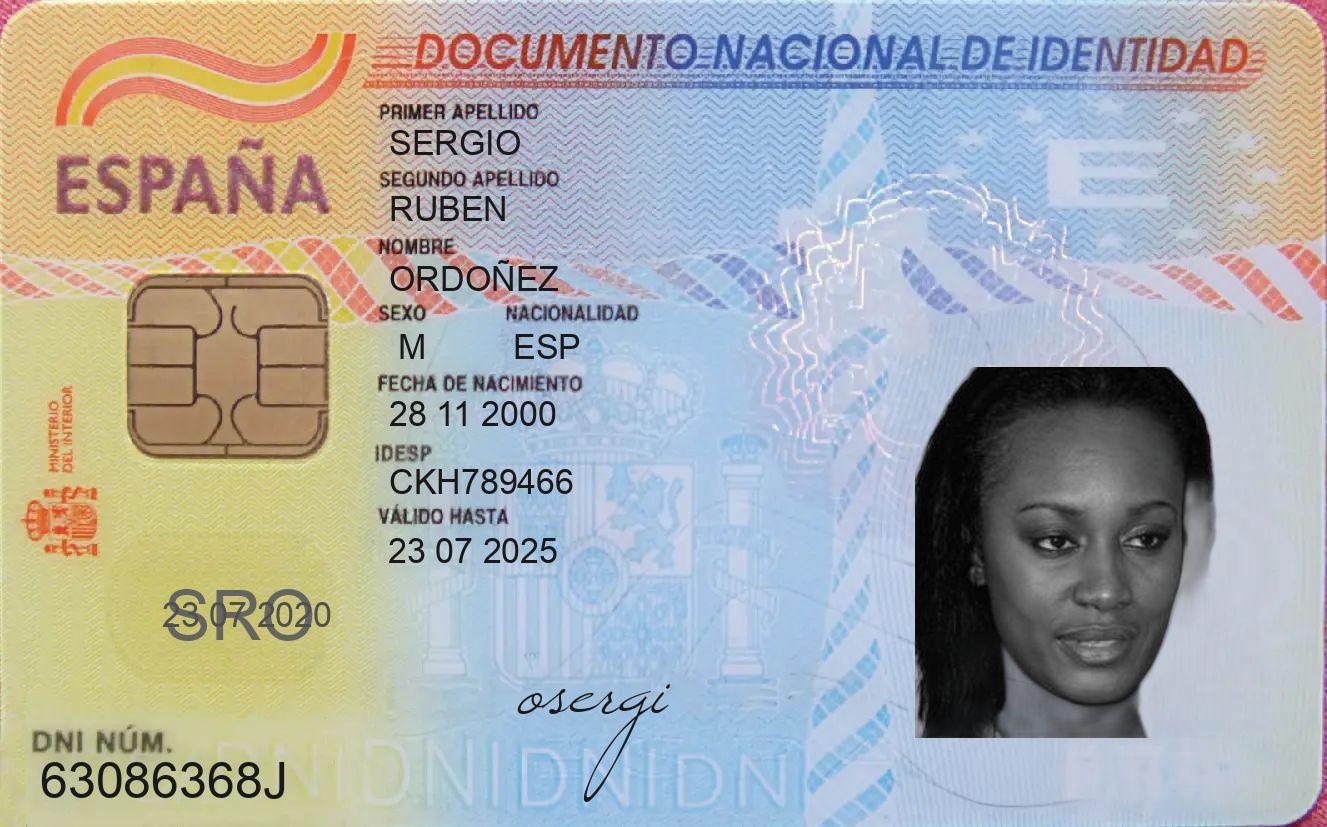 DOCUMENTO NACIONAL DE IDENTIDAD
ESPAÑA
PRIMER APELLIDO
SERGIO
SEGUNDO APELLIDO
RUBEN
NOMBRE
ORDOÑEZ
SEXO NACIONALIDAD
M ESP
FECHA DE NACIMIENTO
28 11 2000
IDESP
CKH789466
VÁLIDO HASTA
23 07 2025
MINISTERIO
DEL INTERIOR
E
SRO
23 07 2020
osergi
DNI NÚM.
63086368J
DNIDNIDNIDNI